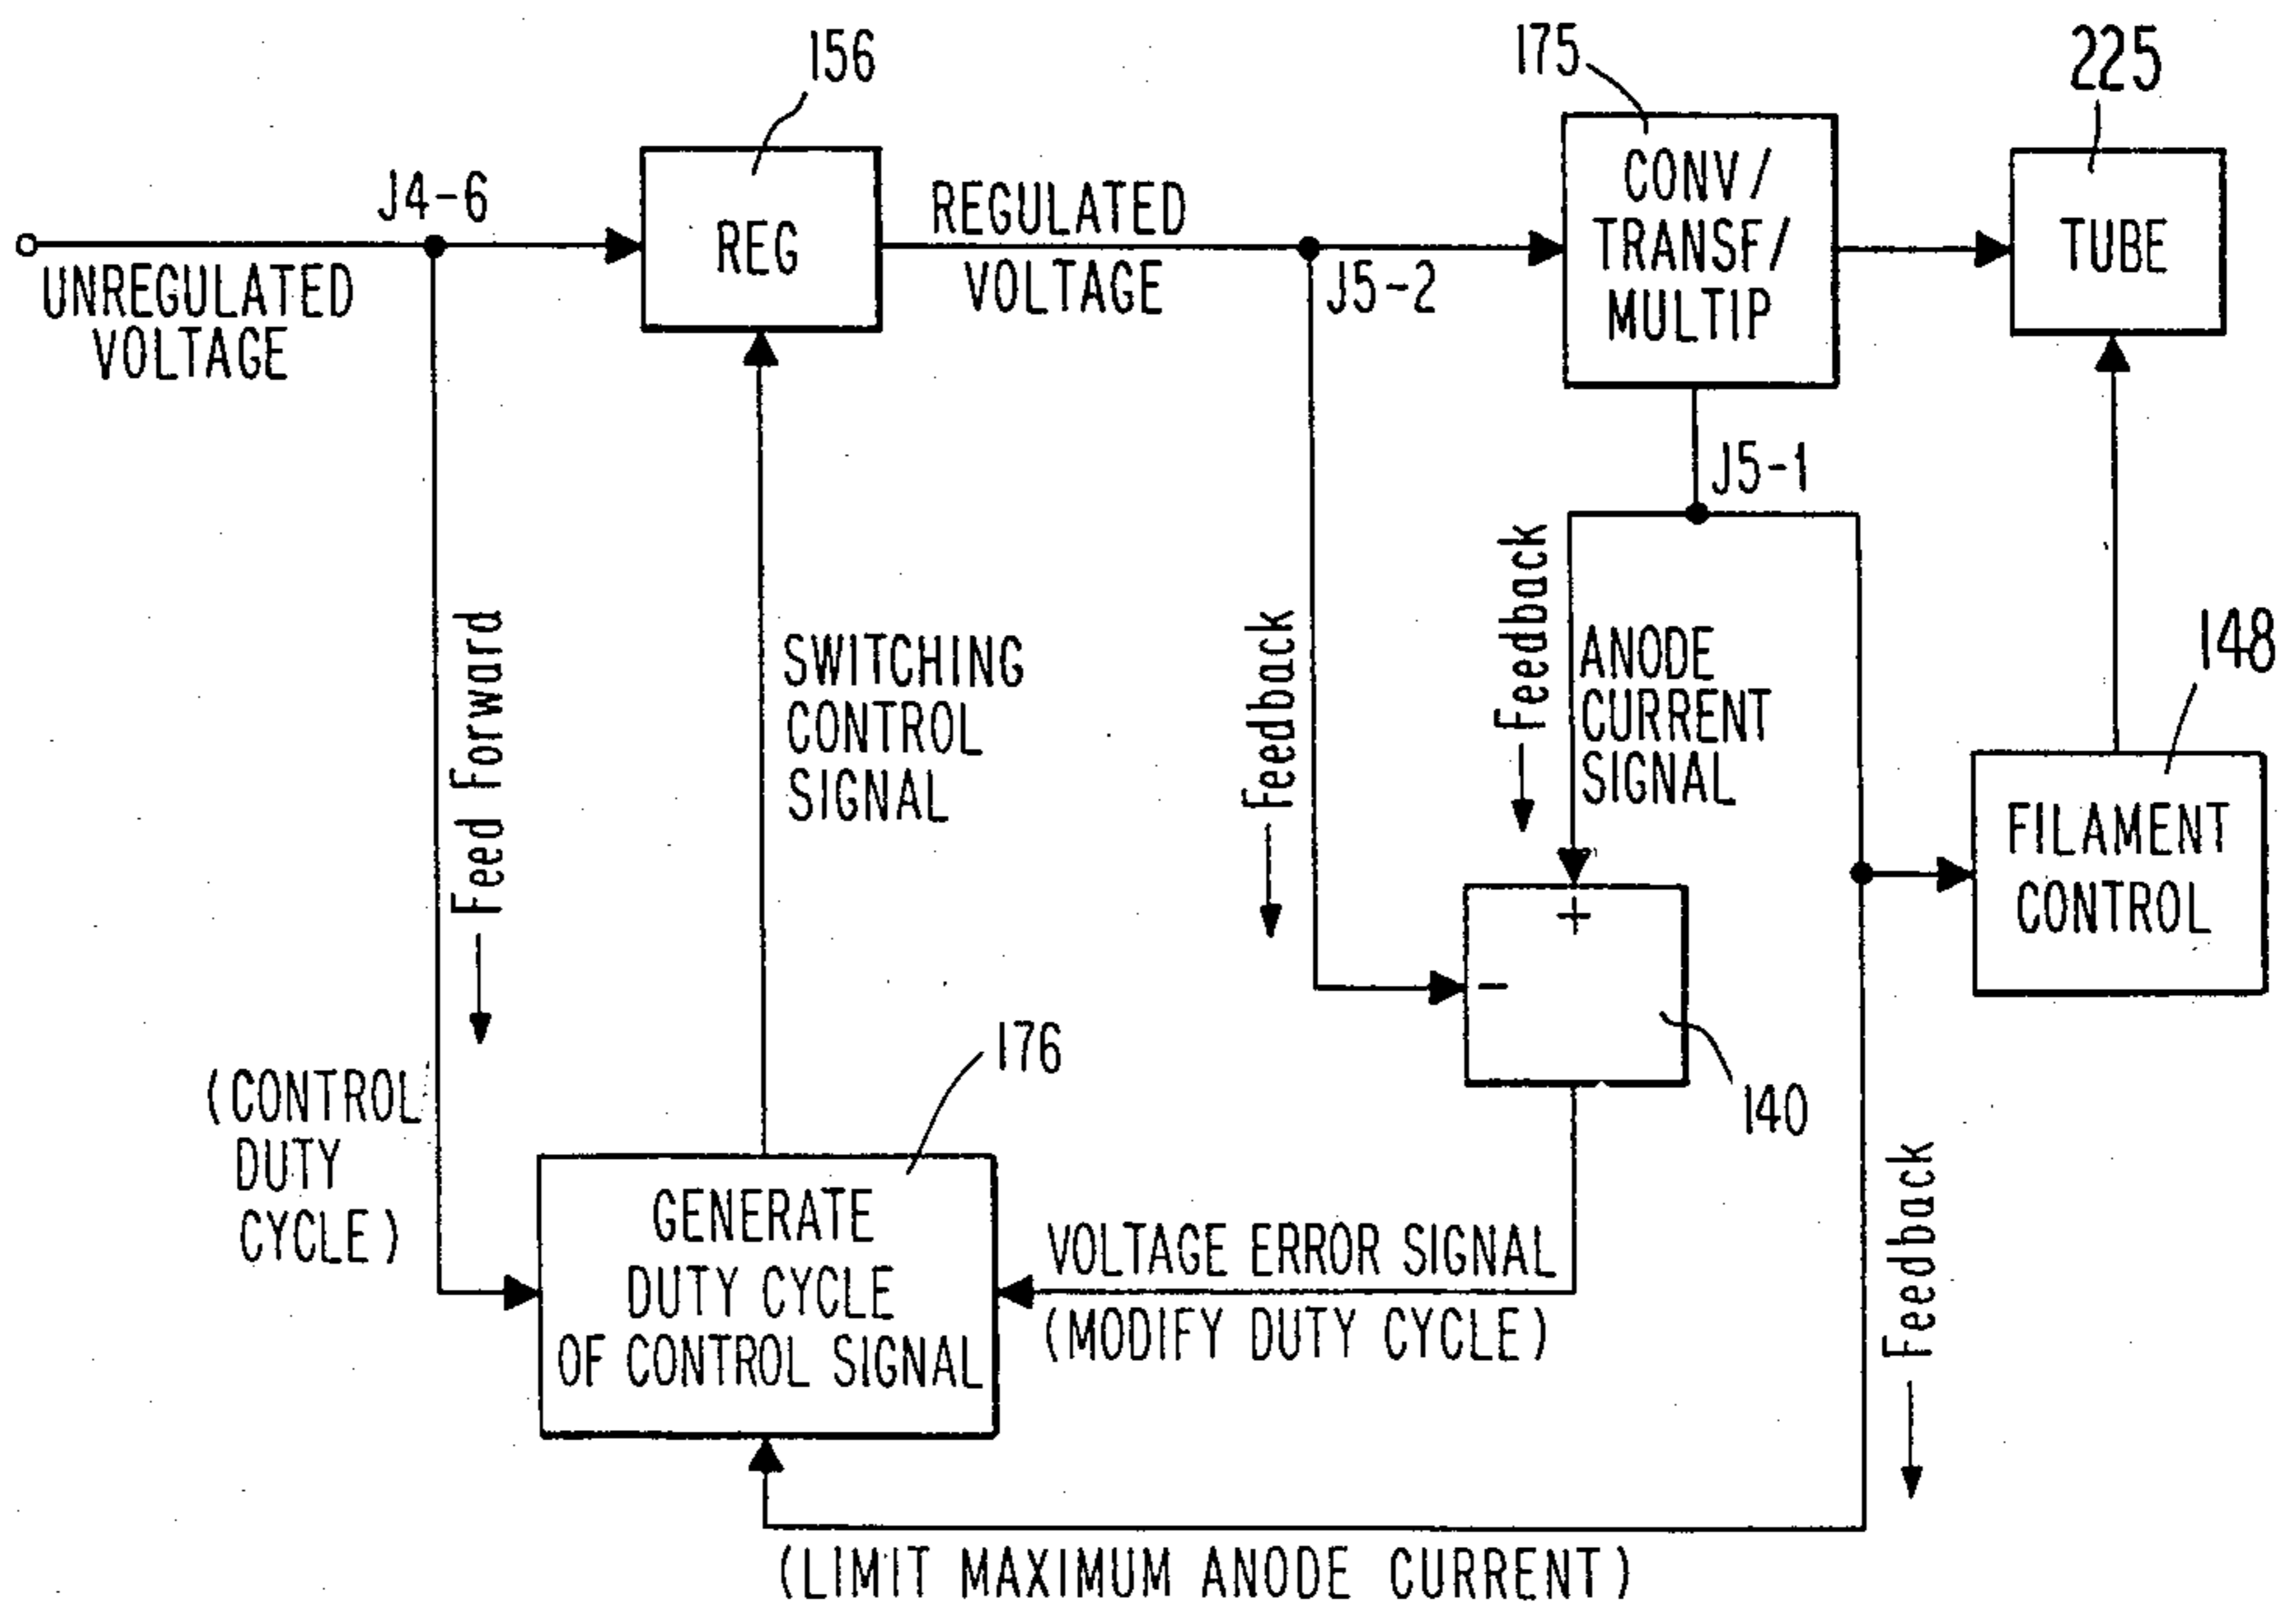 156
175
225
J4-6
REG
REGULATED
VOLTAGE
J5-2
CONV/
TRANSF/
MULTIP
TUBE
UNREGULATED
VOLTAGE
J5-1
Feed Forward
SWITCHING
CONTROL
SIGNAL
Feedback
Feedback
ANODE
CURRENT
SIGNAL
148
FILAMENT
CONTROL
+
-
140
(CONTROL
DUTY
CYCLE)
176
GENERATE
DUTY CYCLE
OF CONTROL SIGNAL
VOLTAGE ERROR SIGNAL
(MODIFY DUTY CYCLE)
Feedback
(LIMIT MAXIMUM ANODE CURRENT)